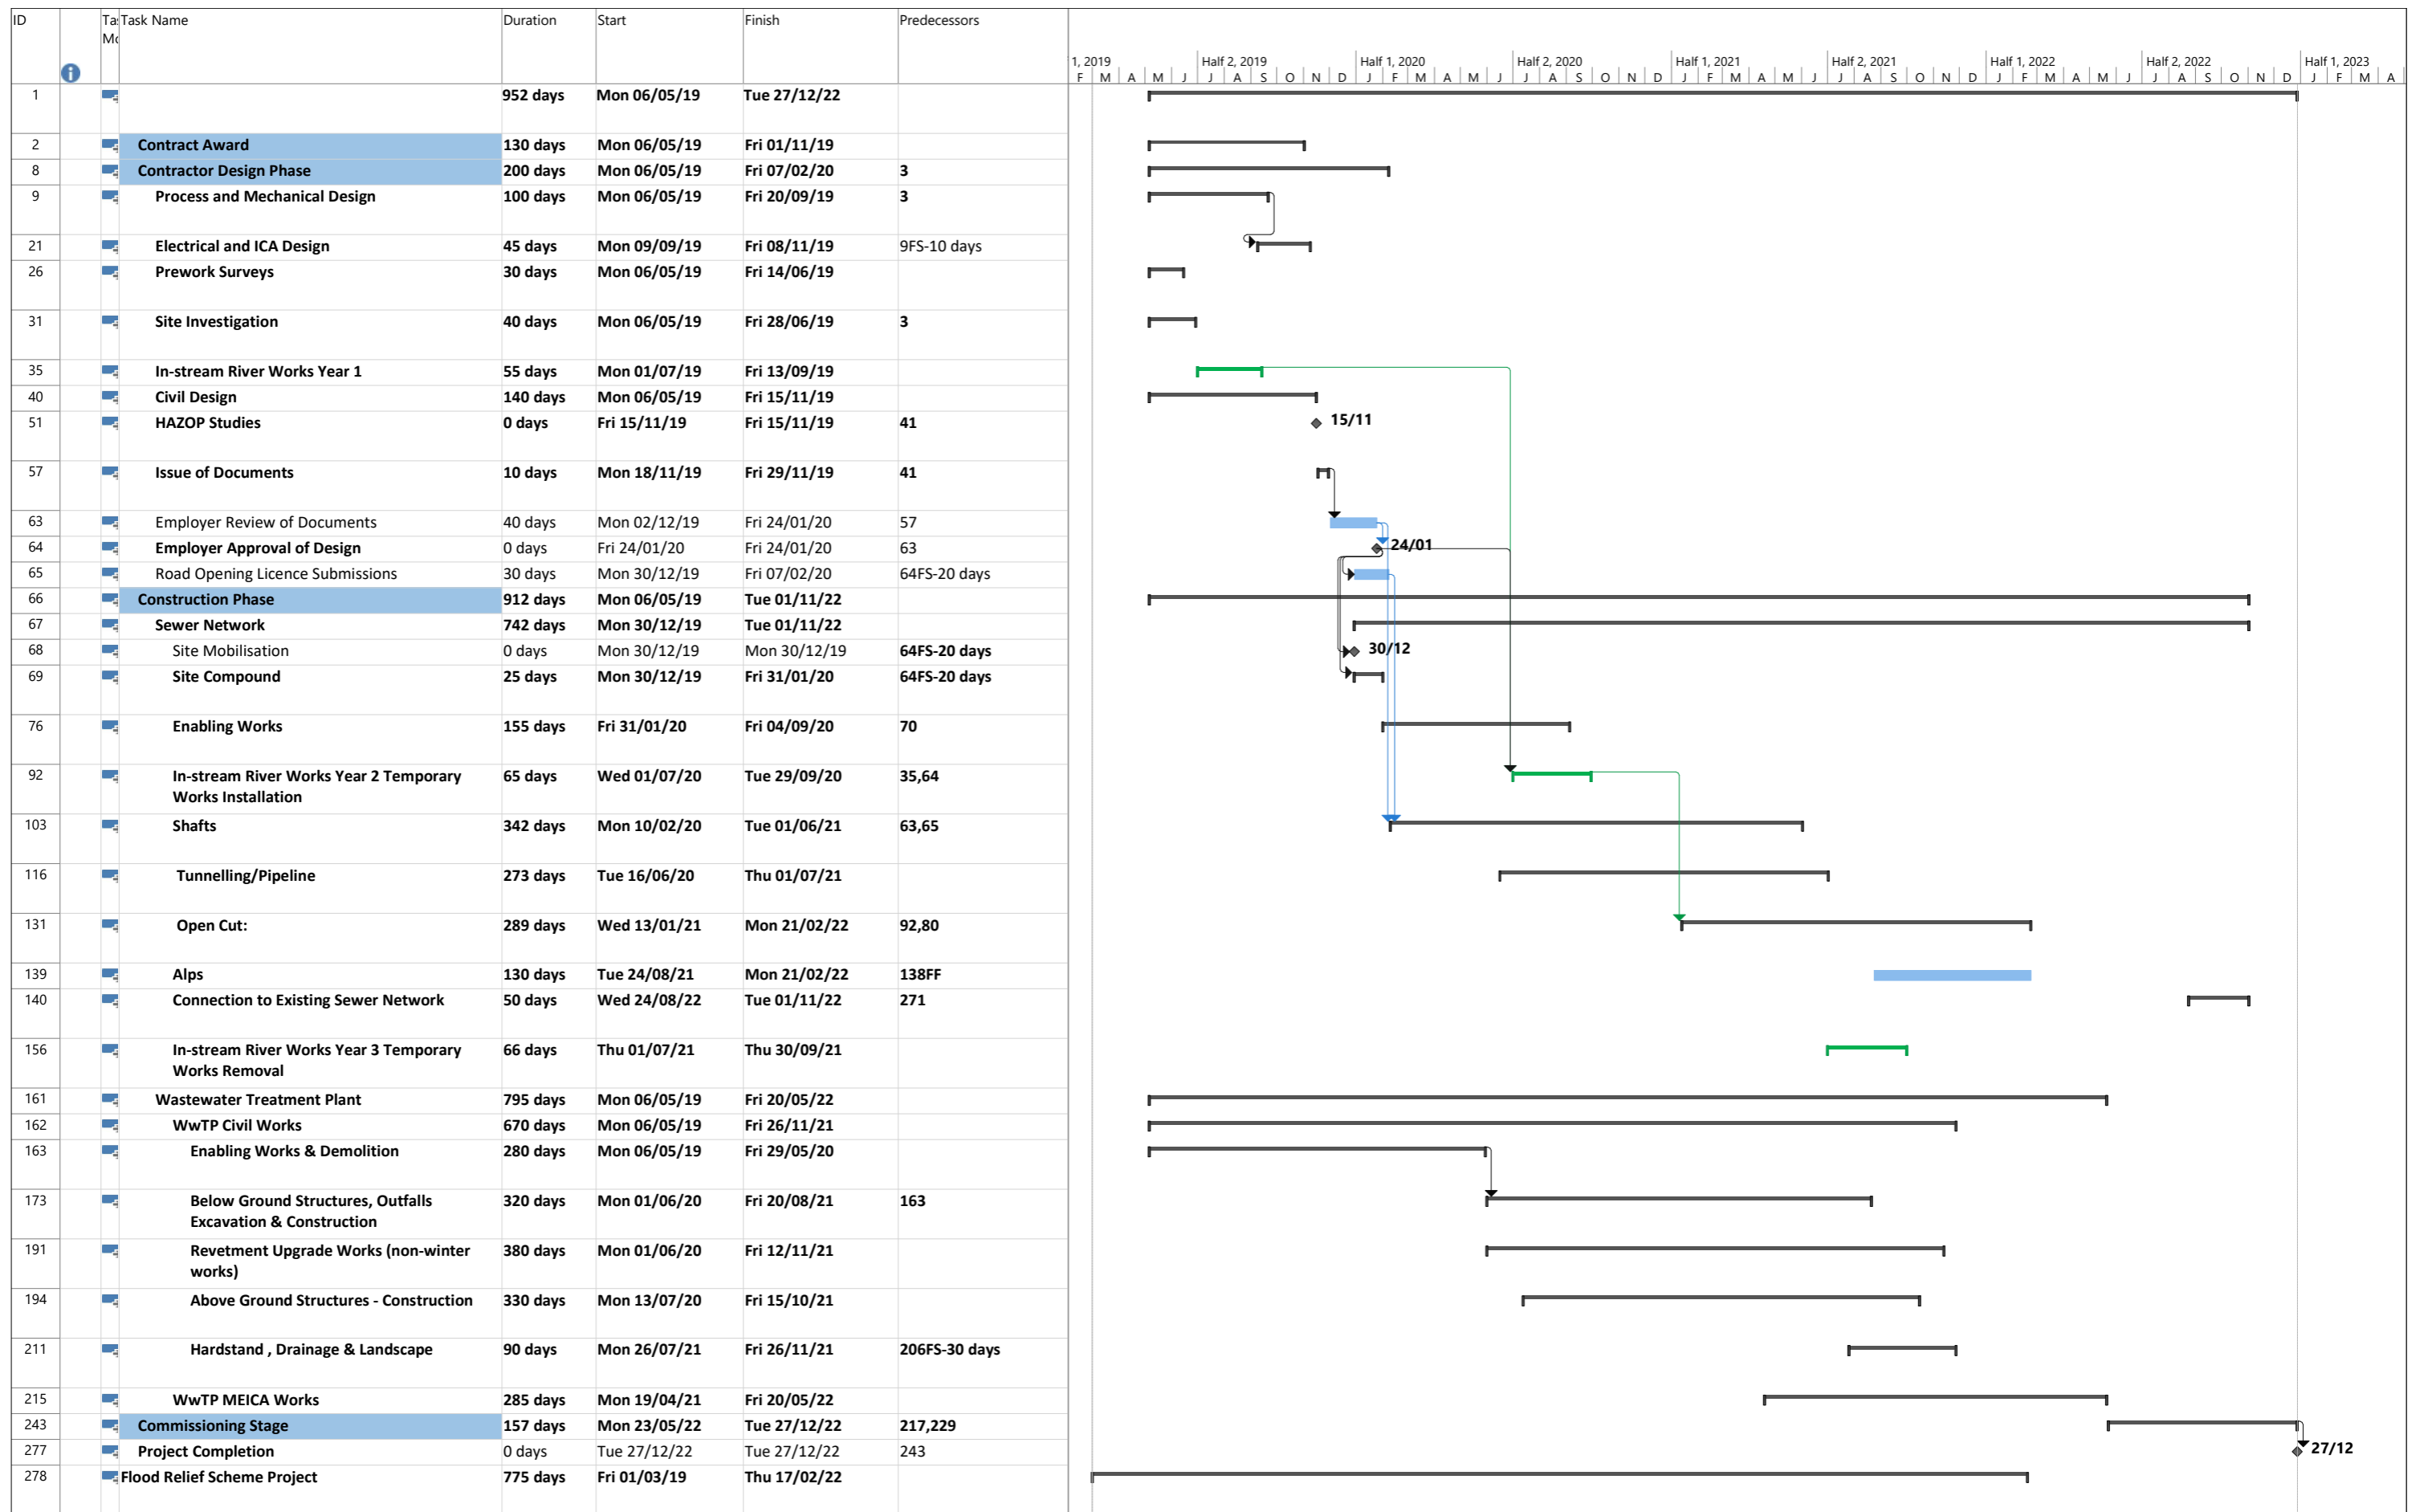 ID Ta Task Name Duration Start Finish Predecessors
Mo
1, 2019 Half 2, 2019 Half 1, 2020 Half 2, 2020 Half 1, 2021 Half 2, 2021 Half 1, 2022 Half 2, 2022 Half 1, 2023
F M A M J J A S O N D J F M A M J J A S O N D J F M A M J J A S O N D J F M A M J J A S O N D J F M A
1 952 days Mon 06/05/19 Tue 27/12/22
2 Contract Award 130 days Mon 06/05/19 Fri 01/11/19
8 Contractor Design Phase 200 days Mon 06/05/19 Fri 07/02/20 3
9 Process and Mechanical Design 100 days Mon 06/05/19 Fri 20/09/19 3
21 Electrical and ICA Design 45 days Mon 09/09/19 Fri 08/11/19 9FS-10 days
26 Prework Surveys 30 days Mon 06/05/19 Fri 14/06/19
31 Site Investigation 40 days Mon 06/05/19 Fri 28/06/19 3
35 In-stream River Works Year 1 55 days Mon 01/07/19 Fri 13/09/19
40 Civil Design 140 days Mon 06/05/19 Fri 15/11/19
51 HAZOP Studies 0 days Fri 15/11/19 Fri 15/11/19 41 15/11
57 Issue of Documents 10 days Mon 18/11/19 Fri 29/11/19 41
63 Employer Review of Documents 40 days Mon 02/12/19 Fri 24/01/20 57
64 Employer Approval of Design 0 days Fri 24/01/20 Fri 24/01/20 63 24/01
65 Road Opening Licence Submissions 30 days Mon 30/12/19 Fri 07/02/20 64FS-20 days
66 Construction Phase 912 days Mon 06/05/19 Tue 01/11/22
67 Sewer Network 742 days Mon 30/12/19 Tue 01/11/22
68 Site Mobilisation 0 days Mon 30/12/19 Mon 30/12/19 64FS-20 days 30/12
69 Site Compound 25 days Mon 30/12/19 Fri 31/01/20 64FS-20 days
76 Enabling Works 155 days Fri 31/01/20 Fri 04/09/20 70
92 In-stream River Works Year 2 Temporary 65 days Wed 01/07/20 Tue 29/09/20 35,64
Works Installation
103 Shafts 342 days Mon 10/02/20 Tue 01/06/21 63,65
116 Tunnelling/Pipeline 273 days Tue 16/06/20 Thu 01/07/21
131 Open Cut: 289 days Wed 13/01/21 Mon 21/02/22 92,80
139 Alps 130 days Tue 24/08/21 Mon 21/02/22 138FF
140 Connection to Existing Sewer Network 50 days Wed 24/08/22 Tue 01/11/22 271
156 In-stream River Works Year 3 Temporary 66 days Thu 01/07/21 Thu 30/09/21
Works Removal
161 Wastewater Treatment Plant 795 days Mon 06/05/19 Fri 20/05/22
162 WwTP Civil Works 670 days Mon 06/05/19 Fri 26/11/21
163 Enabling Works & Demolition 280 days Mon 06/05/19 Fri 29/05/20
173 Below Ground Structures, Outfalls 320 days Mon 01/06/20 Fri 20/08/21 163
Excavation & Construction
191 Revetment Upgrade Works (non-winter 380 days Mon 01/06/20 Fri 12/11/21
works)
194 Above Ground Structures - Construction 330 days Mon 13/07/20 Fri 15/10/21
211 Hardstand , Drainage & Landscape 90 days Mon 26/07/21 Fri 26/11/21 206FS-30 days
215 WwTP MEICA Works 285 days Mon 19/04/21 Fri 20/05/22
243 Commissioning Stage 157 days Mon 23/05/22 Tue 27/12/22 217,229
277 Project Completion 0 days Tue 27/12/22 Tue 27/12/22 243 27/12
278 Flood Relief Scheme Project 775 days Fri 01/03/19 Thu 17/02/22